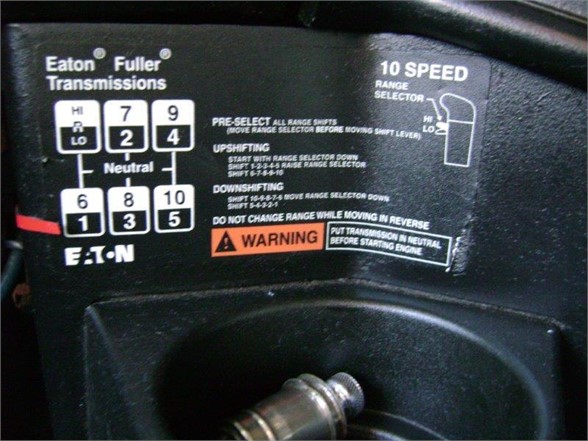 Eaton® Fuller®
Transmissions
HI
R
LO
7
2
9
4
Neutral
6
1
8
3
10
5
EATON
10 SPEED
RANGE
SELECTOR
HI
LO
PRE-SELECT ALL RANGE SHIFTS
(MOVE RANGE SELECTOR BEFORE MOVING SHIFT LEVER)
UPSHIFTING
START WITH RANGE SELECTOR DOWN
SHIFT 1-2-3-4-5 RAISE RANGE SELECTOR
SHIFT 6-7-8-9-10
DOWNSHIFTING
SHIFT 10-9-8-7-6 MOVE RANGE SELECTOR DOWN
SHIFT 5-4-3-2-1
DO NOT CHANGE RANGE WHILE MOVING IN REVERSE
WARNING
PUT TRANSMISSION IN NEUTRAL
BEFORE STARTING ENGINE